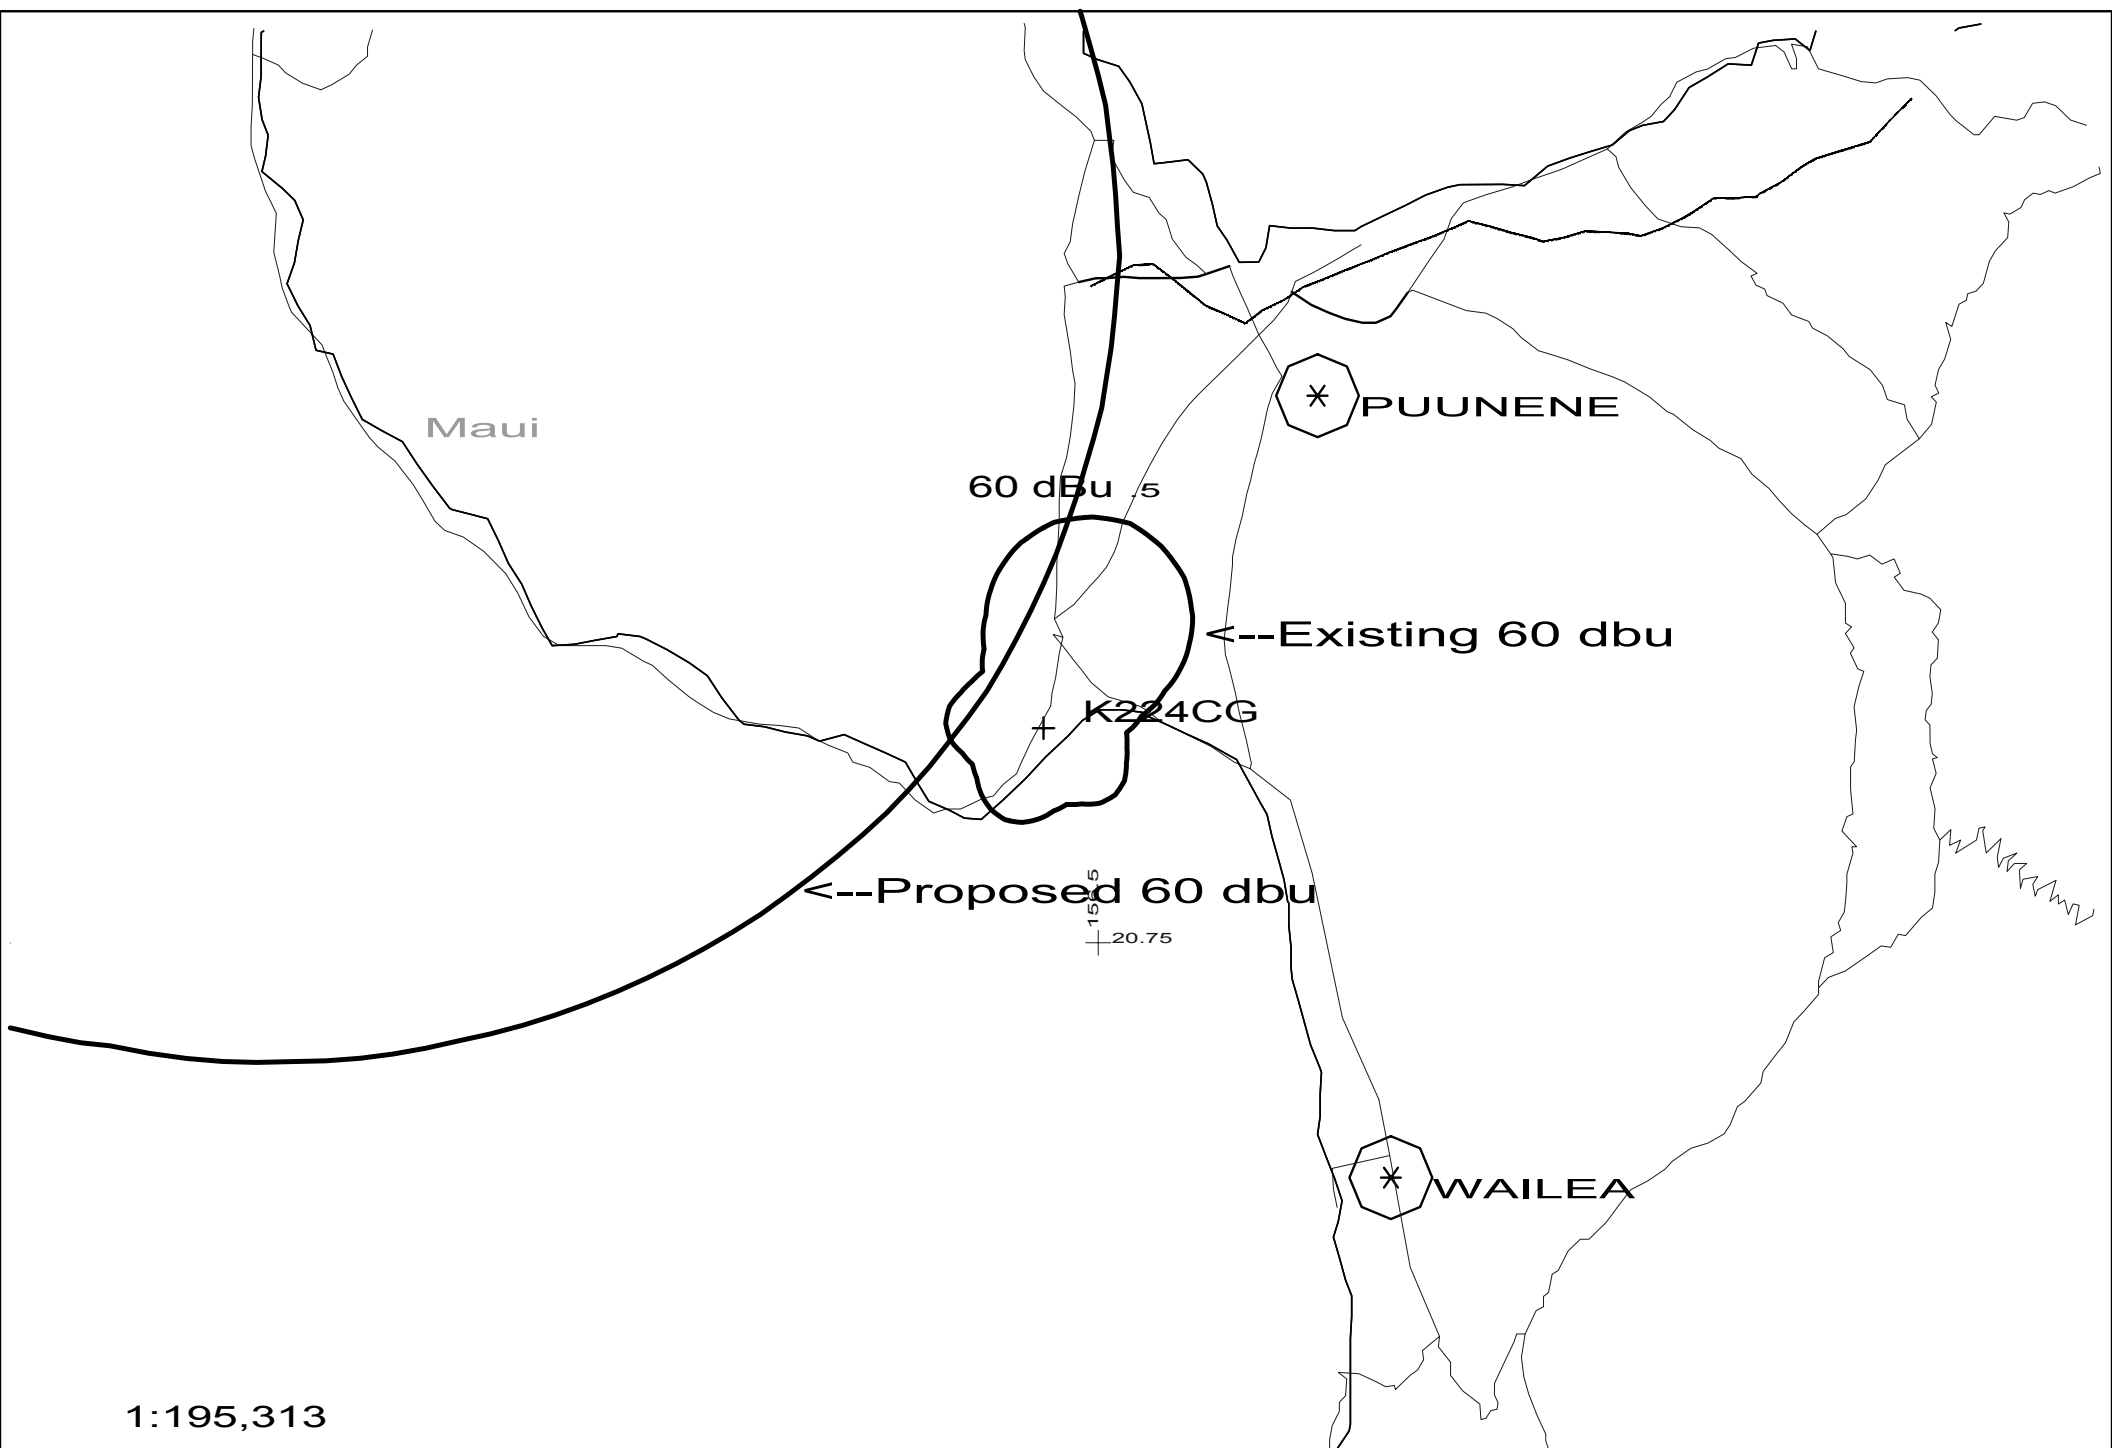 Maui
PUUNENE
60 dBu .5
<--Existing 60 dbu
K224CG
<--Proposed 60 dbu
20.75
WAILEA
1:195,313